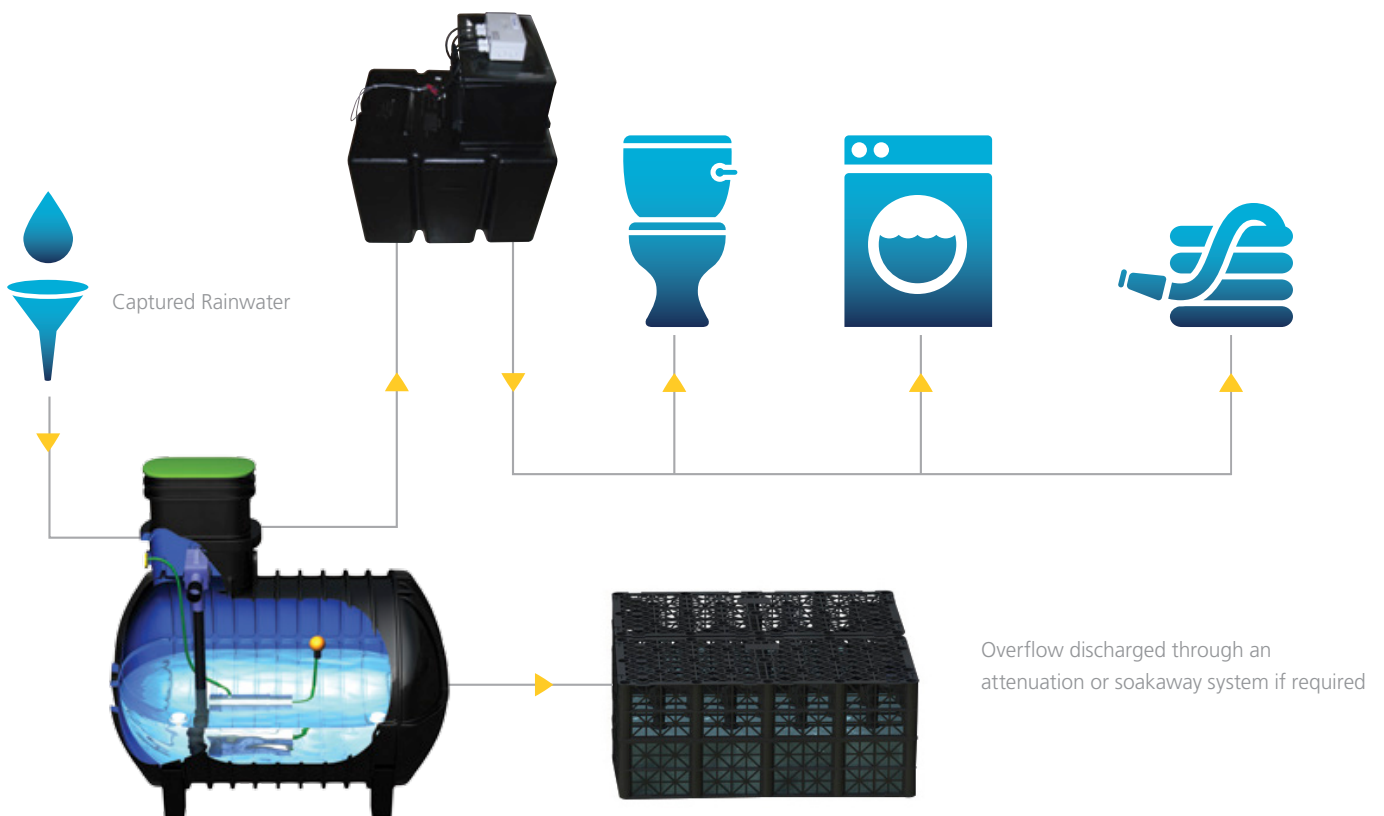 Captured Rainwater
Overflow discharged through an
attenuation or soakaway system if required